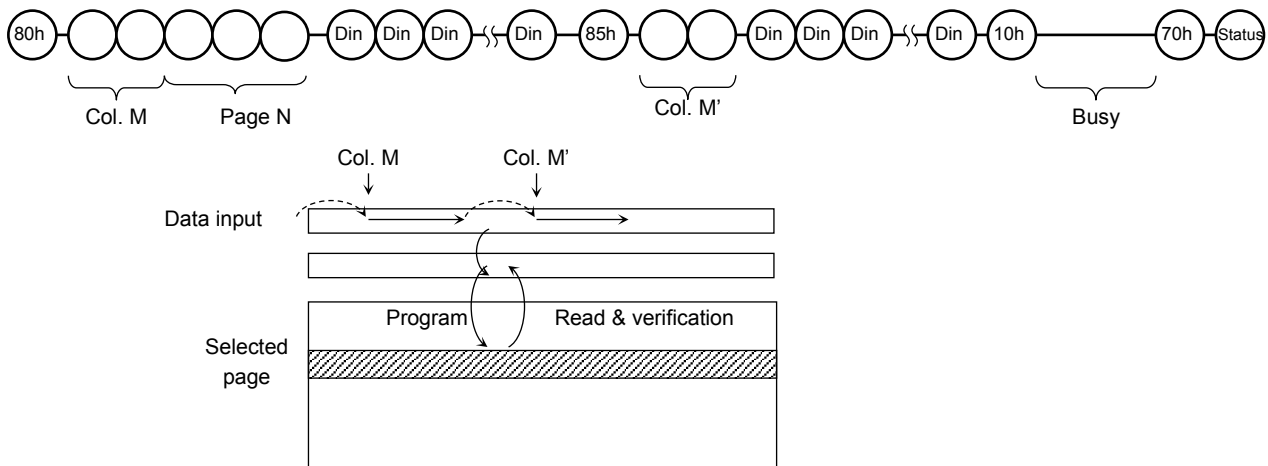 80h Din Din Din Din 85h Din Din Din Din 10h 70h Status
Col. M Page N Col. M’ Busy
Col. M Col. M’
Data input
Program Read & verification
Selected
page